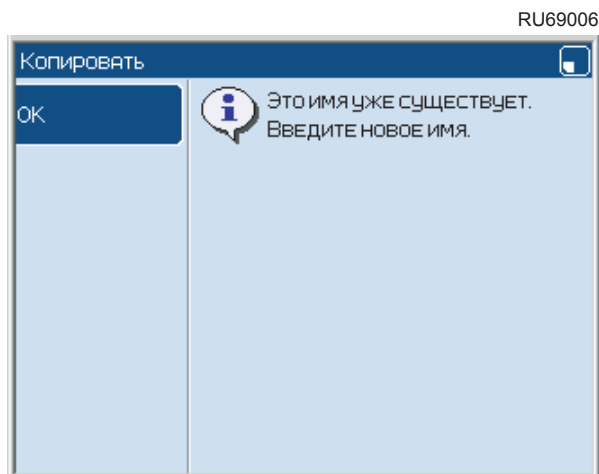 RU69006
Копировать
OK
Это имя уже существует.
Введите новое имя.